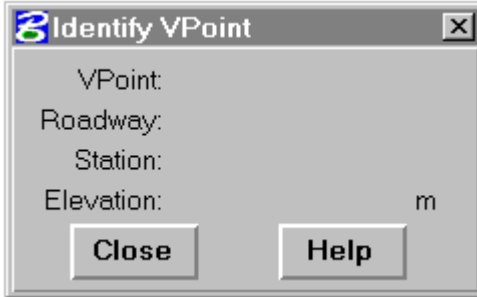 Identify VPoint
VPoint:
Roadway:
Station:
Elevation: m
Close Help